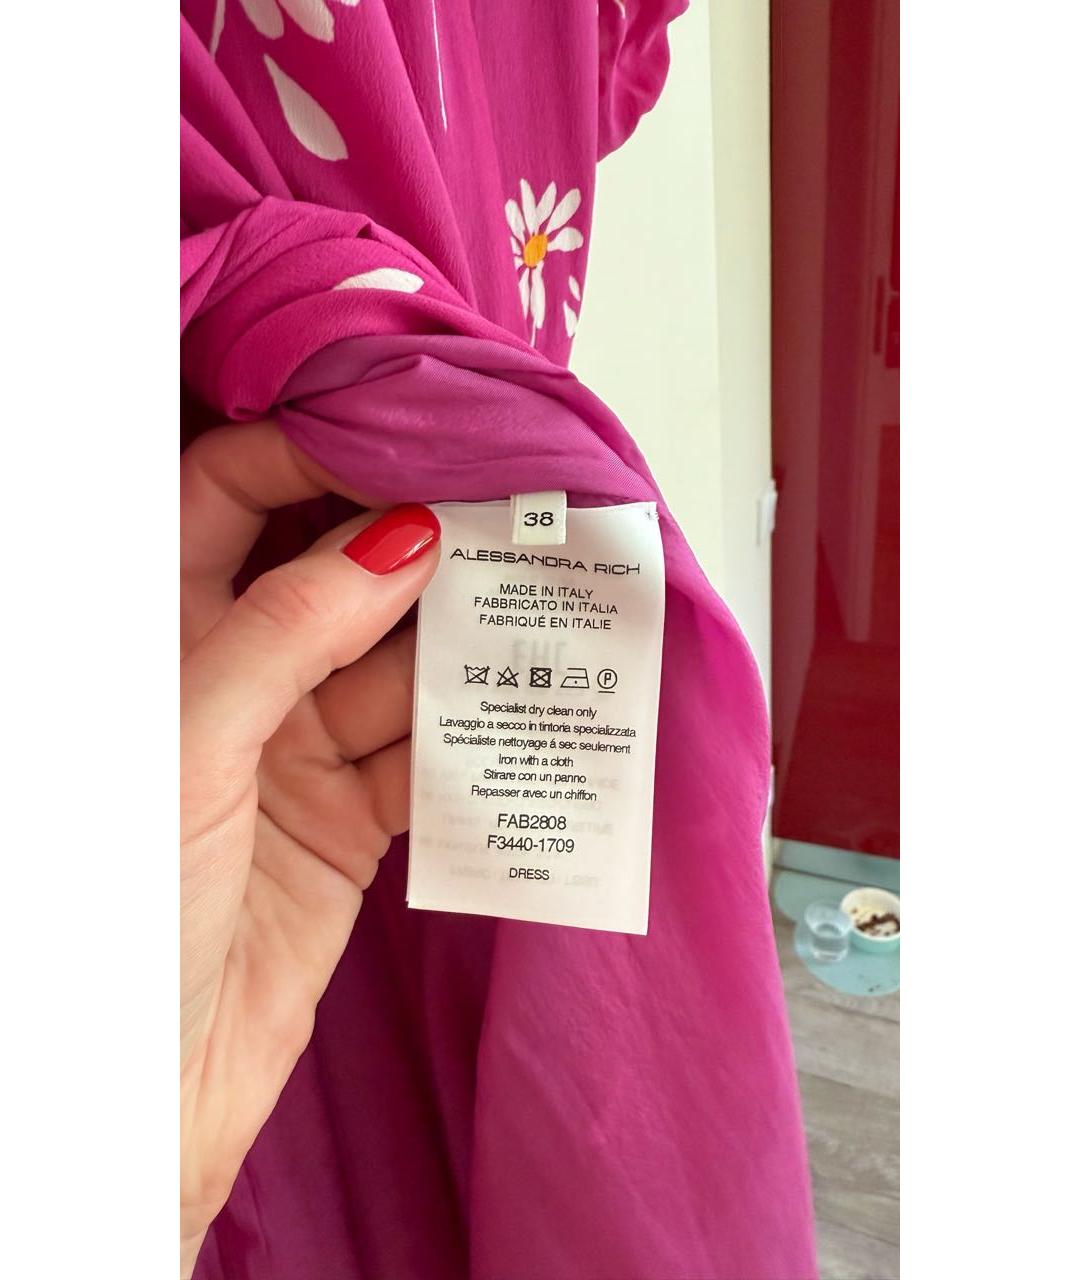 38
ALESSANDRA RICH
MADE IN ITALY
FABBRICATO IN ITALIA
FABRIQUÉ EN ITALIE
P
Specialist dry clean only
Lavaggio a secco in tintoria specializzata
Spécialiste nettoyage á sec seulement
Iron with a cloth
Stirare con un panno
Repasser avec un chiffon
FAB2808
F3440-1709
DRESS